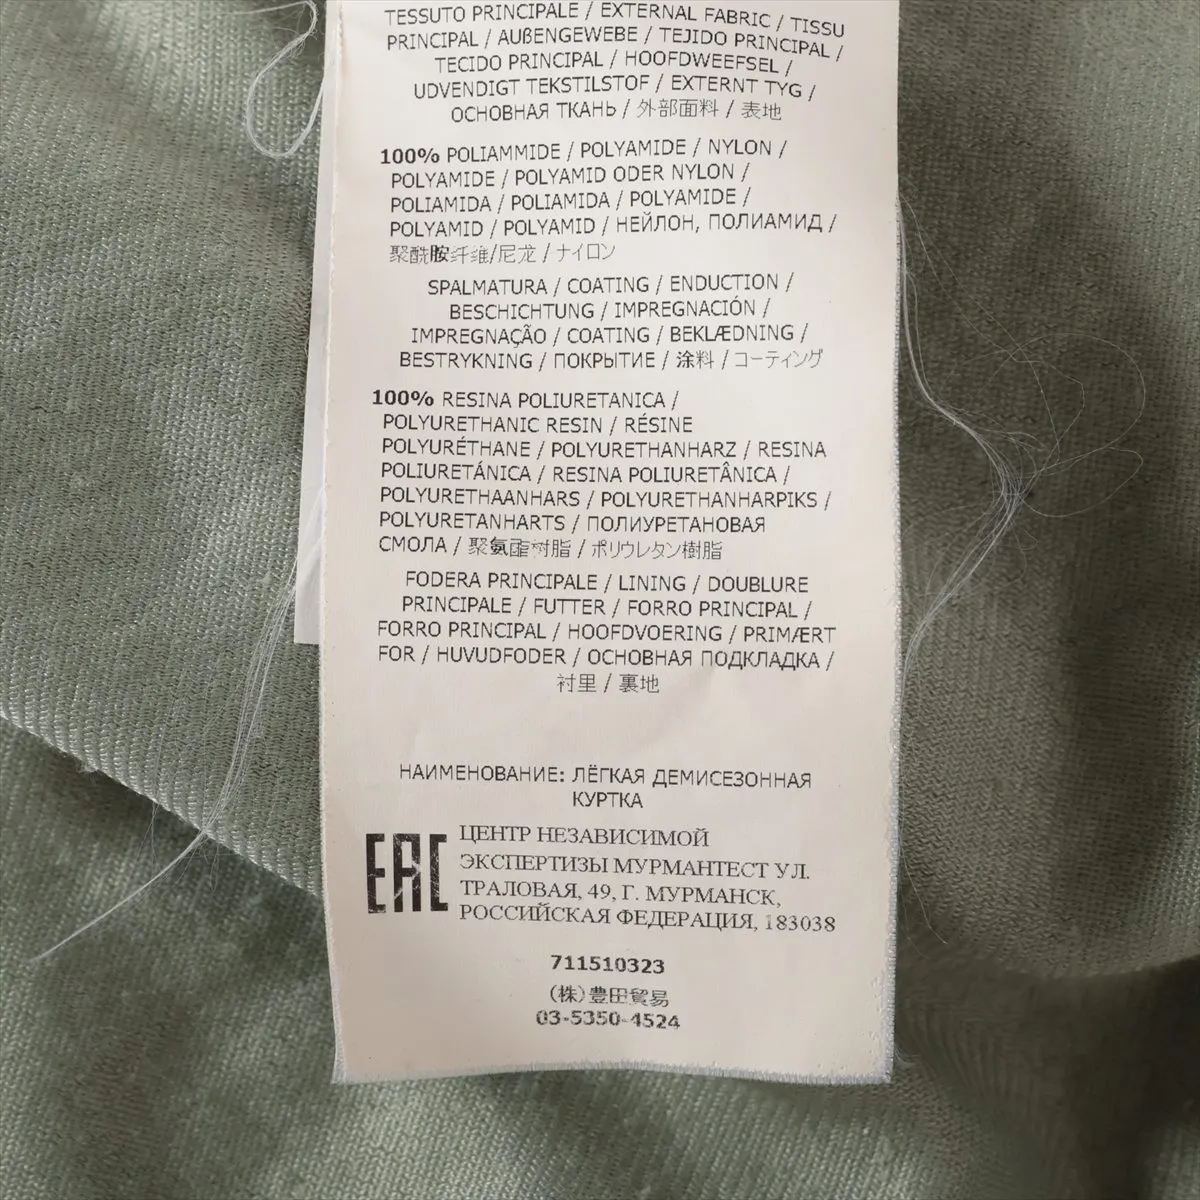 TESSUTO PRINCIPALE / EXTERNAL FABRIC / TISSU
PRINCIPAL / AUßENGEWEBE / TEJIDO PRINCIPAL /
TECIDO PRINCIPAL / HOOFDWEEFSEL /
UDVENDIGT TEKSTILSTOF / EXTERNT TYG /
ОСНОВНАЯ ТКАНЬ / 外部面料 / 表地
100% POLIAMMIDE / POLYAMIDE / NYLON /
POLYAMIDE / POLYAMID ODER NYLON /
POLIAMIDA / POLIAMIDA / POLYAMIDE /
POLYAMID / POLYAMID / НЕЙЛОН, ПОЛИАМИД /
聚酰胺纤维/尼龙 / ナイロン
SPALMATURA / COATING / ENDUCTION /
BESCHICHTUNG / IMPREGNACIÓN /
IMPREGNAÇÃO / COATING / BEKLÆDNING /
BESTRYKNING / ПОКРЫТИЕ / 涂料 / コーティング
100% RESINA POLIURETANICA /
POLYURETHANIC RESIN / RÉSINE
POLYURÉTHANE / POLYURETHANHARZ / RESINA
POLIURETÁNICA / RESINA POLIURETÂNICA /
POLYURETHAANHARS / POLYURETHANHARPIKS /
POLYURETANHARTS / ПОЛИУРЕТАНОВАЯ
СМОЛА / 聚氨酯树脂 / ポリウレタン樹脂
FODERA PRINCIPALE / LINING / DOUBLURE
PRINCIPALE / FUTTER / FORRO PRINCIPAL /
FORRO PRINCIPAL / HOOFDVOERING / PRIMÆRT
FOR / HUVUDFODER / ОСНОВНАЯ ПОДКЛАДКА /
衬里 / 裏地
НАИМЕНОВАНИЕ: ЛЁГКАЯ ДЕМИСЕЗОННАЯ
КУРТКА
EAC
ЦЕНТР НЕЗАВИСИМОЙ
ЭКСПЕРТИЗЫ МУРМАНТЕСТ УЛ.
ТРАЛОВАЯ, 49, Г. МУРМАНСК,
РОССИЙСКАЯ ФЕДЕРАЦИЯ, 183038
711510323
(株)豊田貿易
03-5350-4524